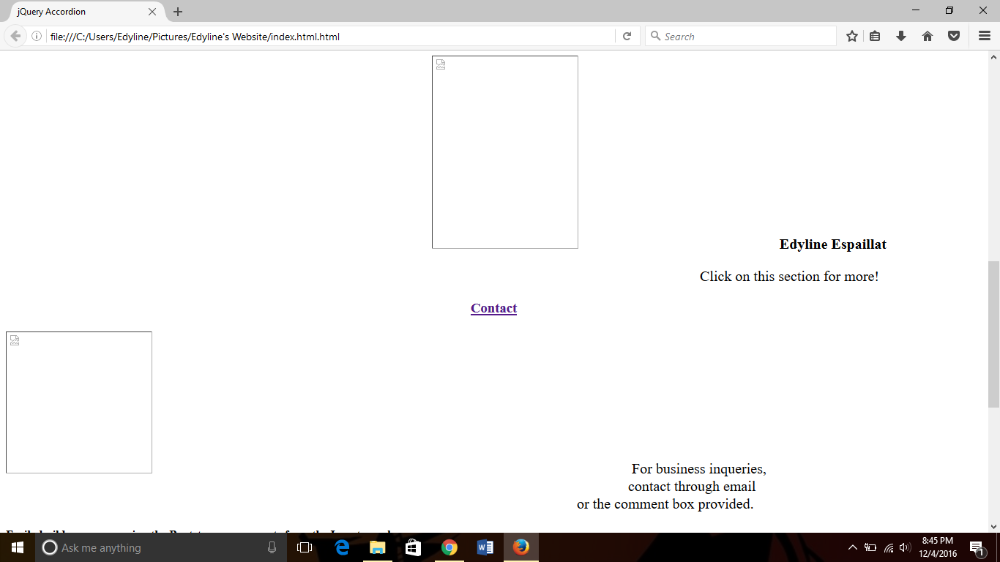 jQuery Accordion
file:///C:/Users/Edyline/Pictures/Edyline's Website/index.html.html
Search
Edyline Espaillat
Click on this section for more!
Contact
For business inqueries,
contact through email
or the comment box provided.
Ask me anything
8:45 PM
12/4/2016
1